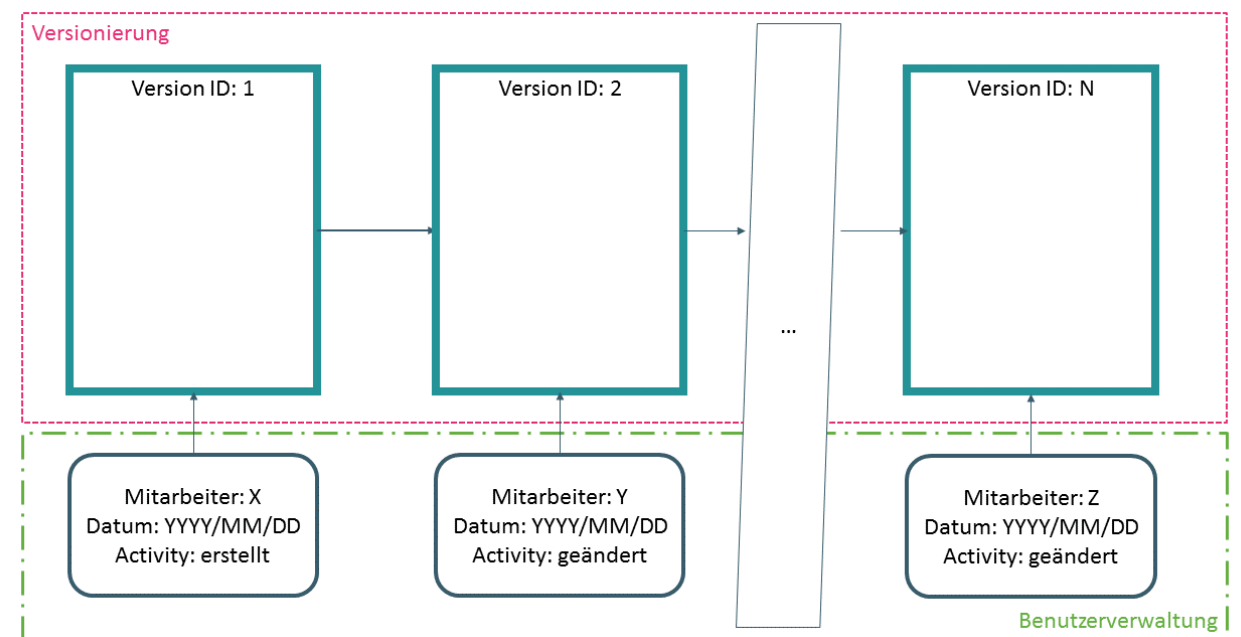 Versionierung
Version ID: 1
Version ID: 2
Version ID: N
...
Mitarbeiter: X
Datum: YYYY/MM/DD
Activity: erstellt
Mitarbeiter: Y
Datum: YYYY/MM/DD
Activity: geändert
Mitarbeiter: Z
Datum: YYYY/MM/DD
Activity: geändert
Benutzerverwaltung